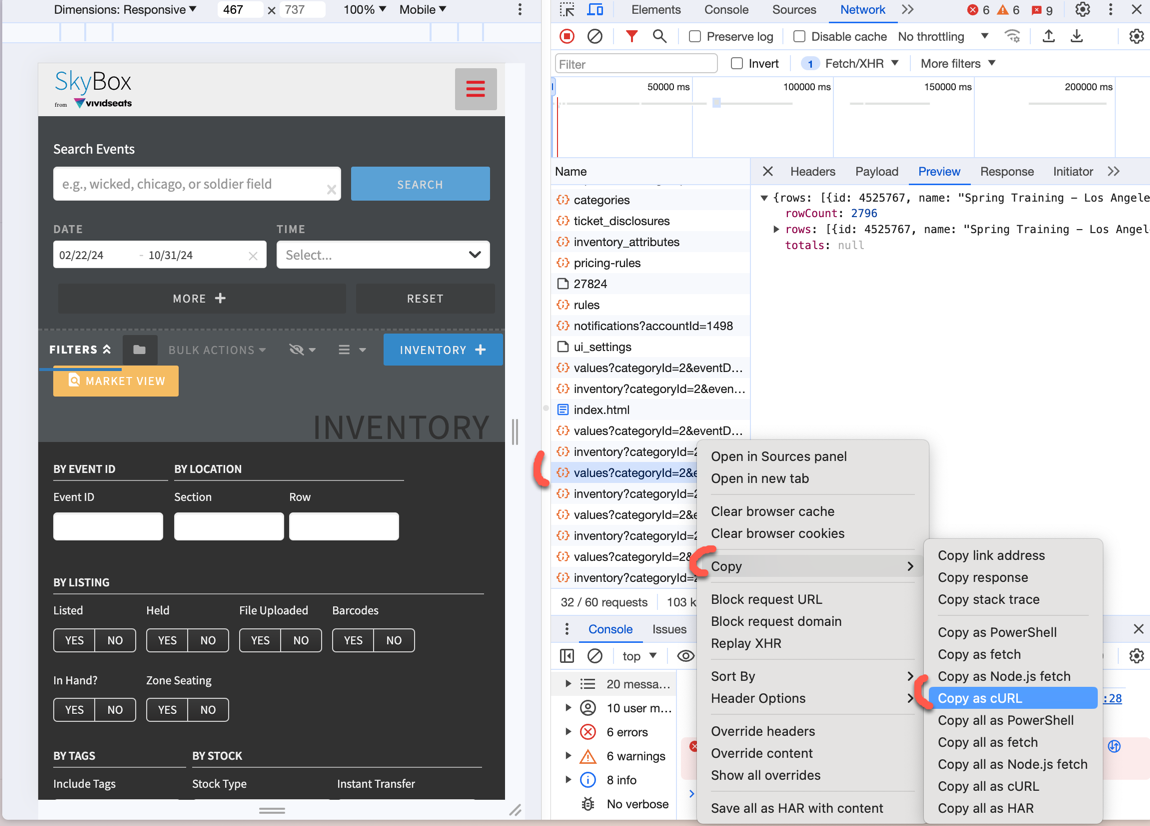 Dimensions: Responsive ▼ 467 × 737 100% ▼ Mobile ▼
SkyBox
from vividseats
Search Events
e.g., wicked, chicago, or soldier field
SEARCH
DATE TIME
02/22/24 - 10/31/24
Select...
MORE +
RESET
FILTERS
BULK ACTIONS
INVENTORY +
MARKET VIEW
INVENTORY
BY EVENT ID BY LOCATION
Event ID Section Row
BY LISTING
Listed Held File Uploaded Barcodes
YES NO YES NO YES NO YES NO
In Hand? Zone Seating
YES NO YES NO
BY TAGS BY STOCK
Include Tags Stock Type Instant Transfer
Elements Console Sources Network 6 6 9
Preserve log Disable cache No throttling
Filter Invert 1 Fetch/XHR ▼ More filters ▼
50000 ms 100000 ms 150000 ms 200000 ms
Name
categories
ticket_disclosures
inventory_attributes
pricing-rules
27824
rules
notifications?accountId=1498
ui_settings
values?categoryId=2&eventD...
inventory?categoryId=2&even...
index.html
values?categoryId=2&eventD...
inventory?categoryId=2
values?categoryId=2&e
inventory?categoryId=2
values?categoryId=2&
inventory?categoryId=2
values?categoryId=2&
inventory?categoryId=2
32 / 60 requests 103 k
Headers Payload Preview Response Initiator
▼ {rows: [{id: 4525767, name: "Spring Training – Los Angele
rowCount: 2796
▶ rows: [{id: 4525767, name: "Spring Training – Los Angel
totals: null
Open in Sources panel
Open in new tab
Clear browser cache
Clear browser cookies
Copy
Block request URL
Block request domain
Replay XHR
Sort By
Header Options
Override headers
Override content
Show all overrides
Save all as HAR with content
Copy link address
Copy response
Copy stack trace
Copy as PowerShell
Copy as fetch
Copy as Node.js fetch
Copy as cURL
Copy all as PowerShell
Copy all as fetch
Copy all as Node.js fetch
Copy all as cURL
Copy all as HAR
Console Issues
top ▼
20 messa...
10 user m...
6 errors
6 warnings
8 info
No verbose
:28